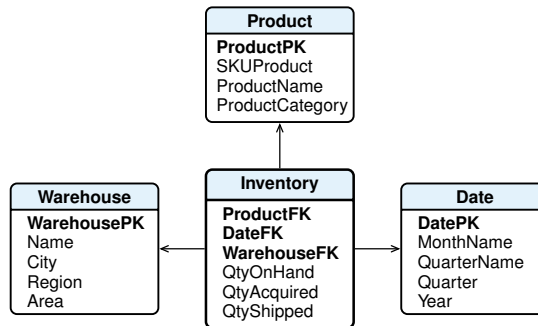 Product
ProductPK
SKUProduct
ProductName
ProductCategory
Warehouse
WarehousePK
Name
City
Region
Area
Inventory
ProductFK
DateFK
WarehouseFK
QtyOnHand
QtyAcquired
QtyShipped
Date
DatePK
MonthName
QuarterName
Quarter
Year